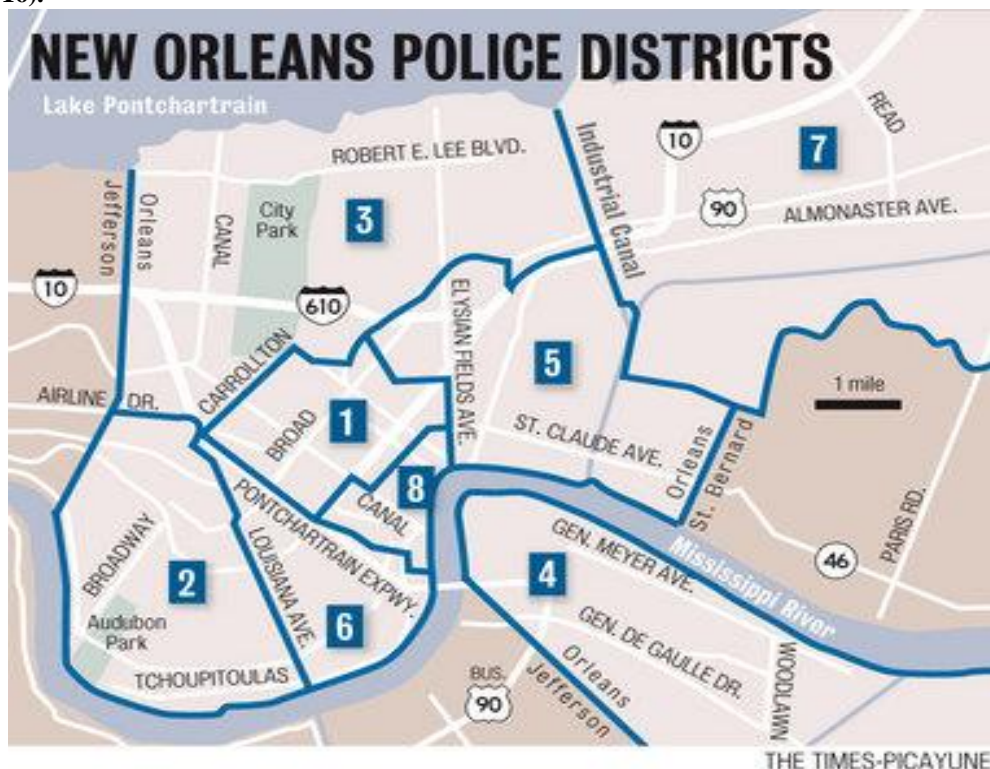 16).
NEW ORLEANS POLICE DISTRICTS
Lake Pontchartrain
ROBERT E. LEE BLVD.
Industrial Canal
10
7
READ
90
ALMONASTER AVE.
Jefferson
Orleans
CANAL
City
Park
3
10
610
ELYSIAN FIELDS AVE.
CARROLLTON
5
1 mile
AIRLINE DR.
BROAD
1
ST. CLAUDE AVE.
Orleans
St. Bernard
8
CANAL
PONTCHARTRAIN EXPWY.
LOUISIANA AVE.
BROADWAY
2
Audubon
Park
6
TCHOUPITOULAS
4
GEN. MEYER AVE.
Mississippi River
GEN. DE GAULLE DR.
46
PARIS RD.
WOODLAWN
Orleans
Jefferson
BUS.
90
THE TIMES-PICAYUNE